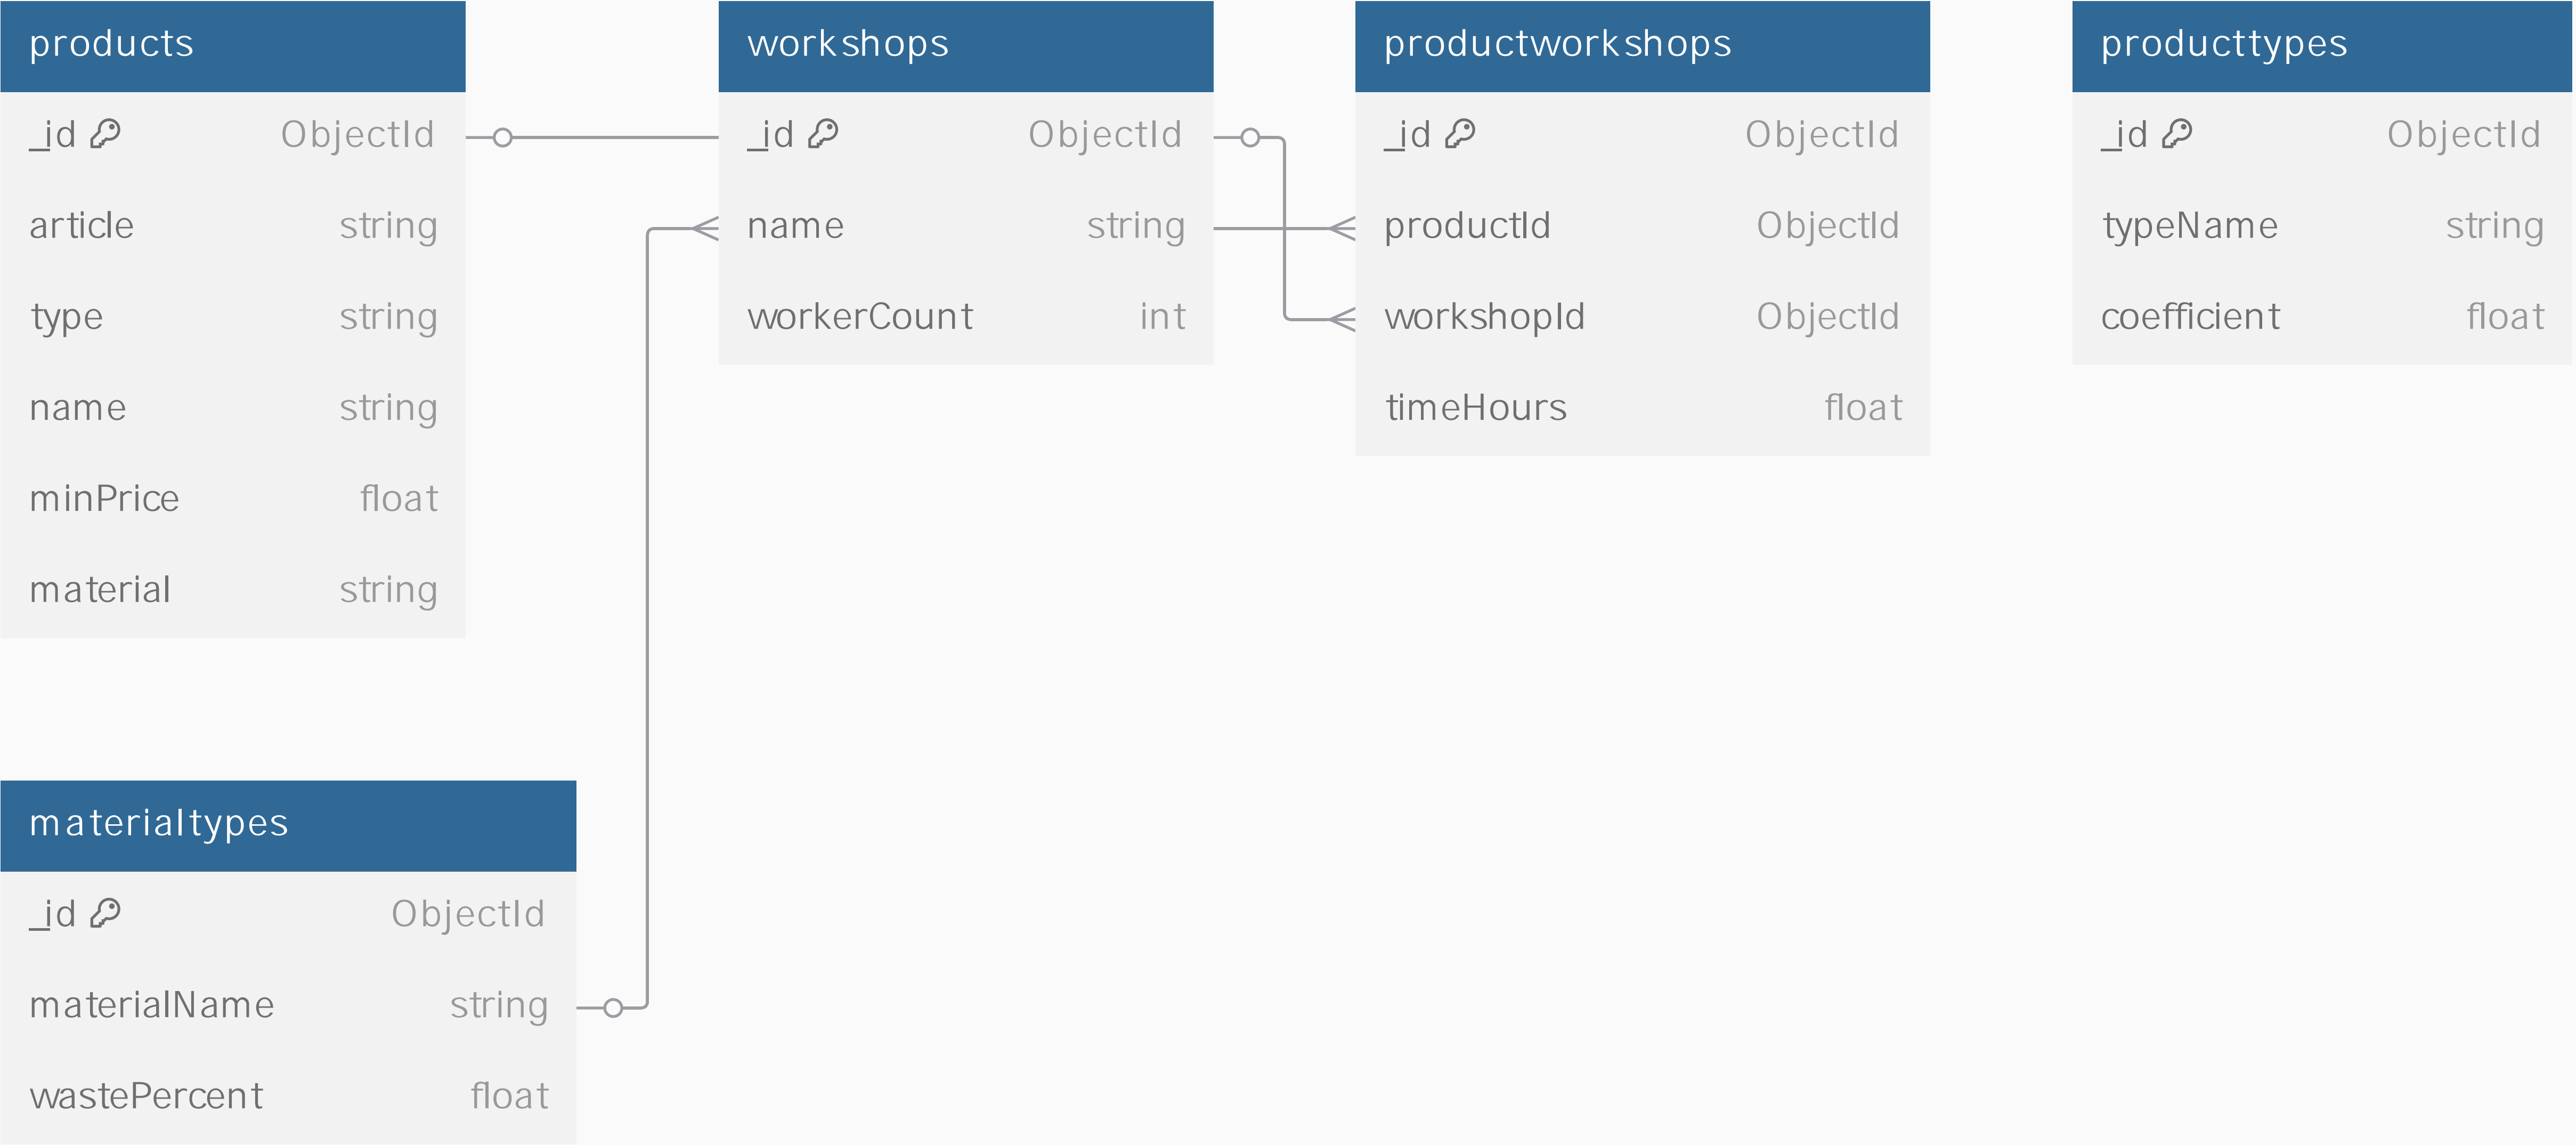 products
_id ObjectId
article string
type string
name string
minPrice float
material string
workshops
_id ObjectId
name string
workerCount int
productworkshops
_id ObjectId
productId ObjectId
workshopId ObjectId
timeHours float
producttypes
_id ObjectId
typeName string
coefficient float
materialtypes
_id ObjectId
materialName string
wastePercent float